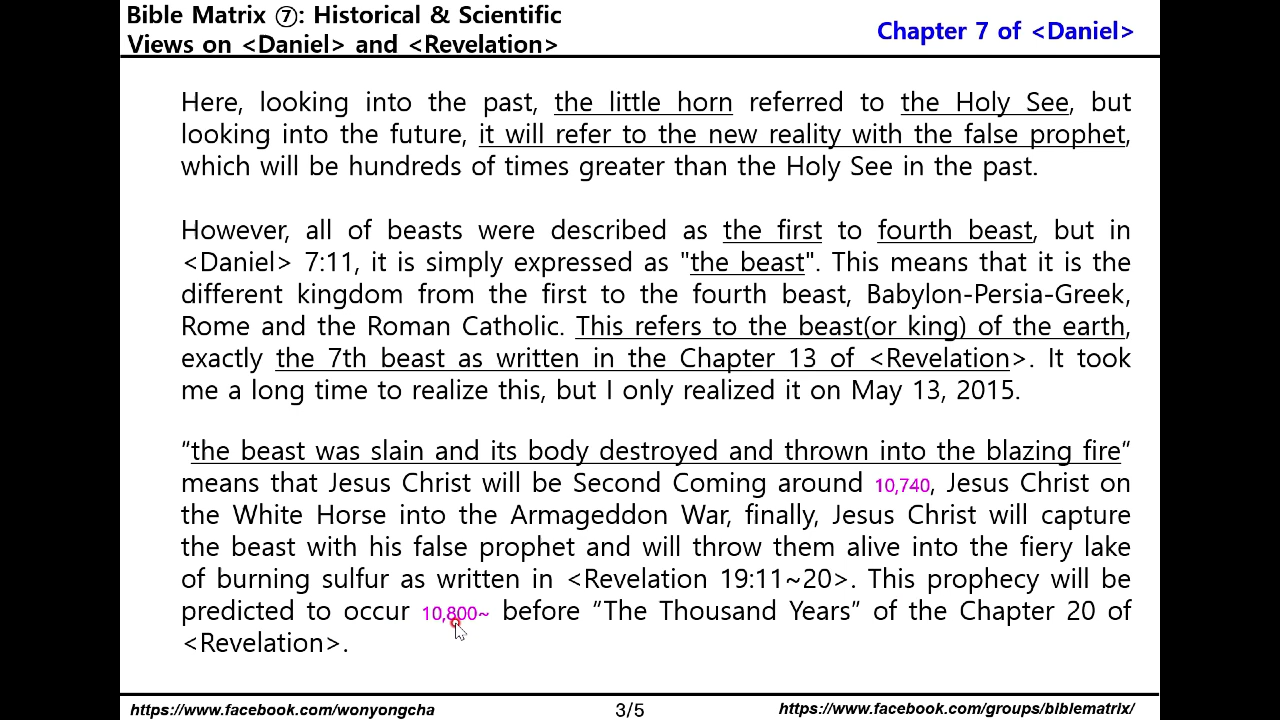 Bible Matrix ⑦: Historical & Scientific
Views on <Daniel> and <Revelation>
Chapter 7 of <Daniel>
Here, looking into the past, the little horn referred to the Holy See, but
looking into the future, it will refer to the new reality with the false prophet,
which will be hundreds of times greater than the Holy See in the past.
However, all of beasts were described as the first to fourth beast, but in
<Daniel> 7:11, it is simply expressed as "the beast". This means that it is the
different kingdom from the first to the fourth beast, Babylon-Persia-Greek,
Rome and the Roman Catholic. This refers to the beast(or king) of the earth,
exactly the 7th beast as written in the Chapter 13 of <Revelation>. It took
me a long time to realize this, but I only realized it on May 13, 2015.
“the beast was slain and its body destroyed and thrown into the blazing fire”
means that Jesus Christ will be Second Coming around 10,740, Jesus Christ on
the White Horse into the Armageddon War, finally, Jesus Christ will capture
the beast with his false prophet and will throw them alive into the fiery lake
of burning sulfur as written in <Revelation 19:11~20>. This prophecy will be
predicted to occur 10,800~ before “The Thousand Years” of the Chapter 20 of
<Revelation>.
https://www.facebook.com/wonyongcha
3/5
https://www.facebook.com/groups/biblematrix/